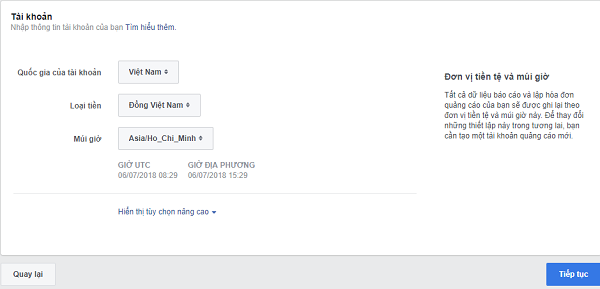 Tài khoản
Nhập thông tin tài khoản của bạn Tìm hiểu thêm.
Quốc gia của tài khoản
Việt Nam
Loại tiền
Đồng Việt Nam
Múi giờ
Asia/Ho_Chi_Minh
GIỜ UTC GIỜ ĐỊA PHƯƠNG
06/07/2018 08:29 06/07/2018 15:29
Hiển thị tùy chọn nâng cao
Đơn vị tiền tệ và múi giờ
Tất cả dữ liệu báo cáo và lập hóa đơn
quảng cáo của bạn sẽ được ghi lại theo
đơn vị tiền tệ và múi giờ này. Để thay đổi
những thiết lập này trong tương lai, bạn
cần tạo một tài khoản quảng cáo mới.
Quay lại
Tiếp tục